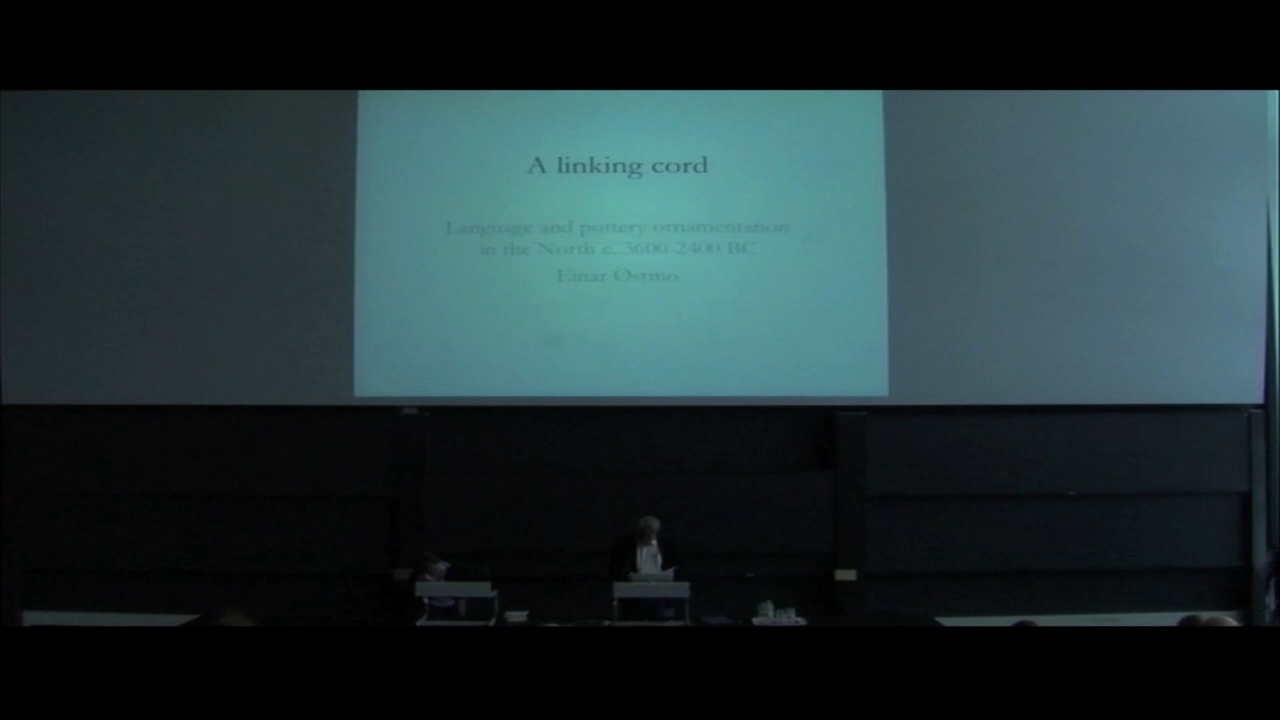 A linking cord
Language and pottery ornamentation
in the North c. 3600-2400 BC
Einar Østmo